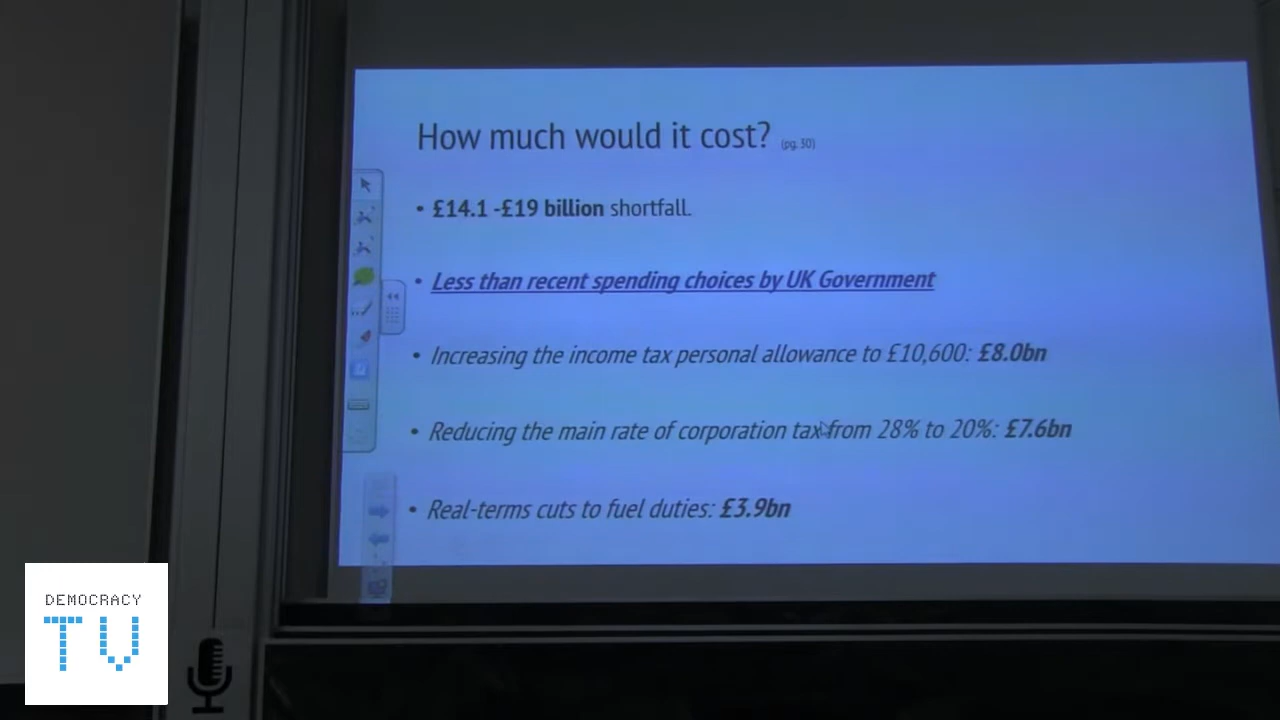 How much would it cost? (pg. 30)
• £14.1 -£19 billion shortfall.
• Less than recent spending choices by UK Government
• Increasing the income tax personal allowance to £10,600: £8.0bn
• Reducing the main rate of corporation tax from 28% to 20%: £7.6bn
• Real-terms cuts to fuel duties: £3.9bn
DEMOCRACY
TV